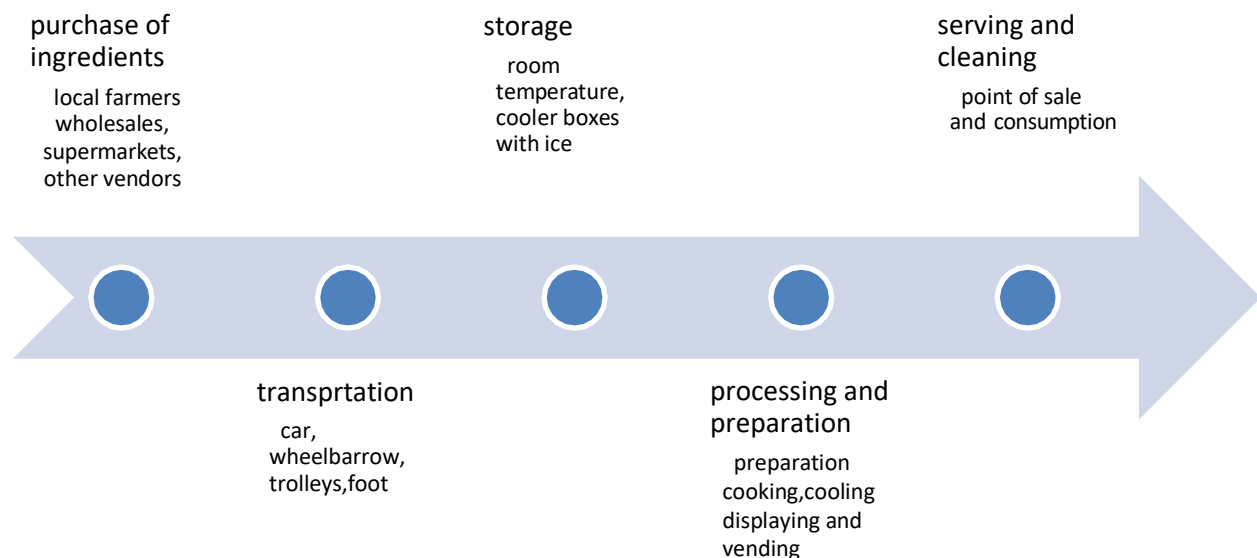 purchase of
ingredients
local farmers
wholesales,
supermarkets,
other vendors
transprtation
car,
wheelbarrow,
trolleys,foot
storage
room
temperature,
cooler boxes
with ice
processing and
preparation
preparation
cooking,cooling
displaying and
vending
serving and
cleaning
point of sale
and consumption